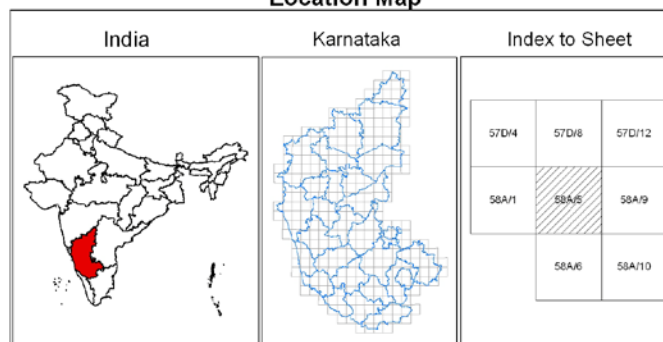 Location Map
India
Karnataka
Index to Sheet
57D/4 57D/8 57D/12
58A/1 58A/5 58A/9
58A/6 58A/10